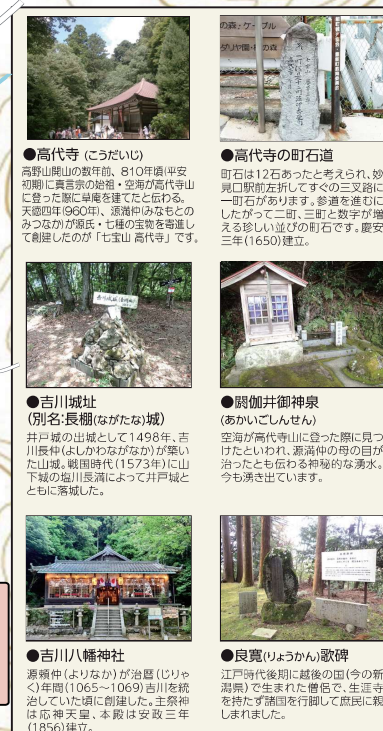 ●高代寺 (こうだいじ)
高野山開山の数年前、810年頃(平安
初期)に真言宗の始祖・空海が高代寺山
に登った際に草庵を建てたと伝わる。
天徳四年(960年)、源満仲(みなもとの
みつなか)が源氏・七種の宝物を寄進し
て創建したのが「七宝山 高代寺」です。
●高代寺の町石道
町石は12石あったと考えられ、妙
見口駅前左折してすぐの三叉路に
一町石があります。参道を進むに
したがって二町、三町と数字が増
える珍しい並びの町石です。慶安
三年(1650)建立。
●吉川城址
(別名:長棚(ながたな)城)
井戸城の出城として1498年、吉
川長仲(よしかわながなか)が築い
た山城。戦国時代(1573年)に山
下城の塩川長満によって井戸城と
ともに落城した。
●閼伽井御神泉
(あかいごしんせん)
空海が高代寺山に登った際に見つ
けたといわれ、源満仲の母の目が
治ったとも伝わる神秘的な湧水。
今も湧き出ています。
●吉川八幡神社
源頼仲(よりなか)が治暦(じりゃ
く)年間(1065〜1069)吉川を統
治していた頃に創建した。主祭神
は応神天皇、本殿は安政三年
(1856)建立。
●良寛(りょうかん)歌碑
江戸時代後期に越後の国(今の新
潟県)で生まれた僧侶で、生涯寺
を持たず諸国を行脚して庶民に親
しまれました。